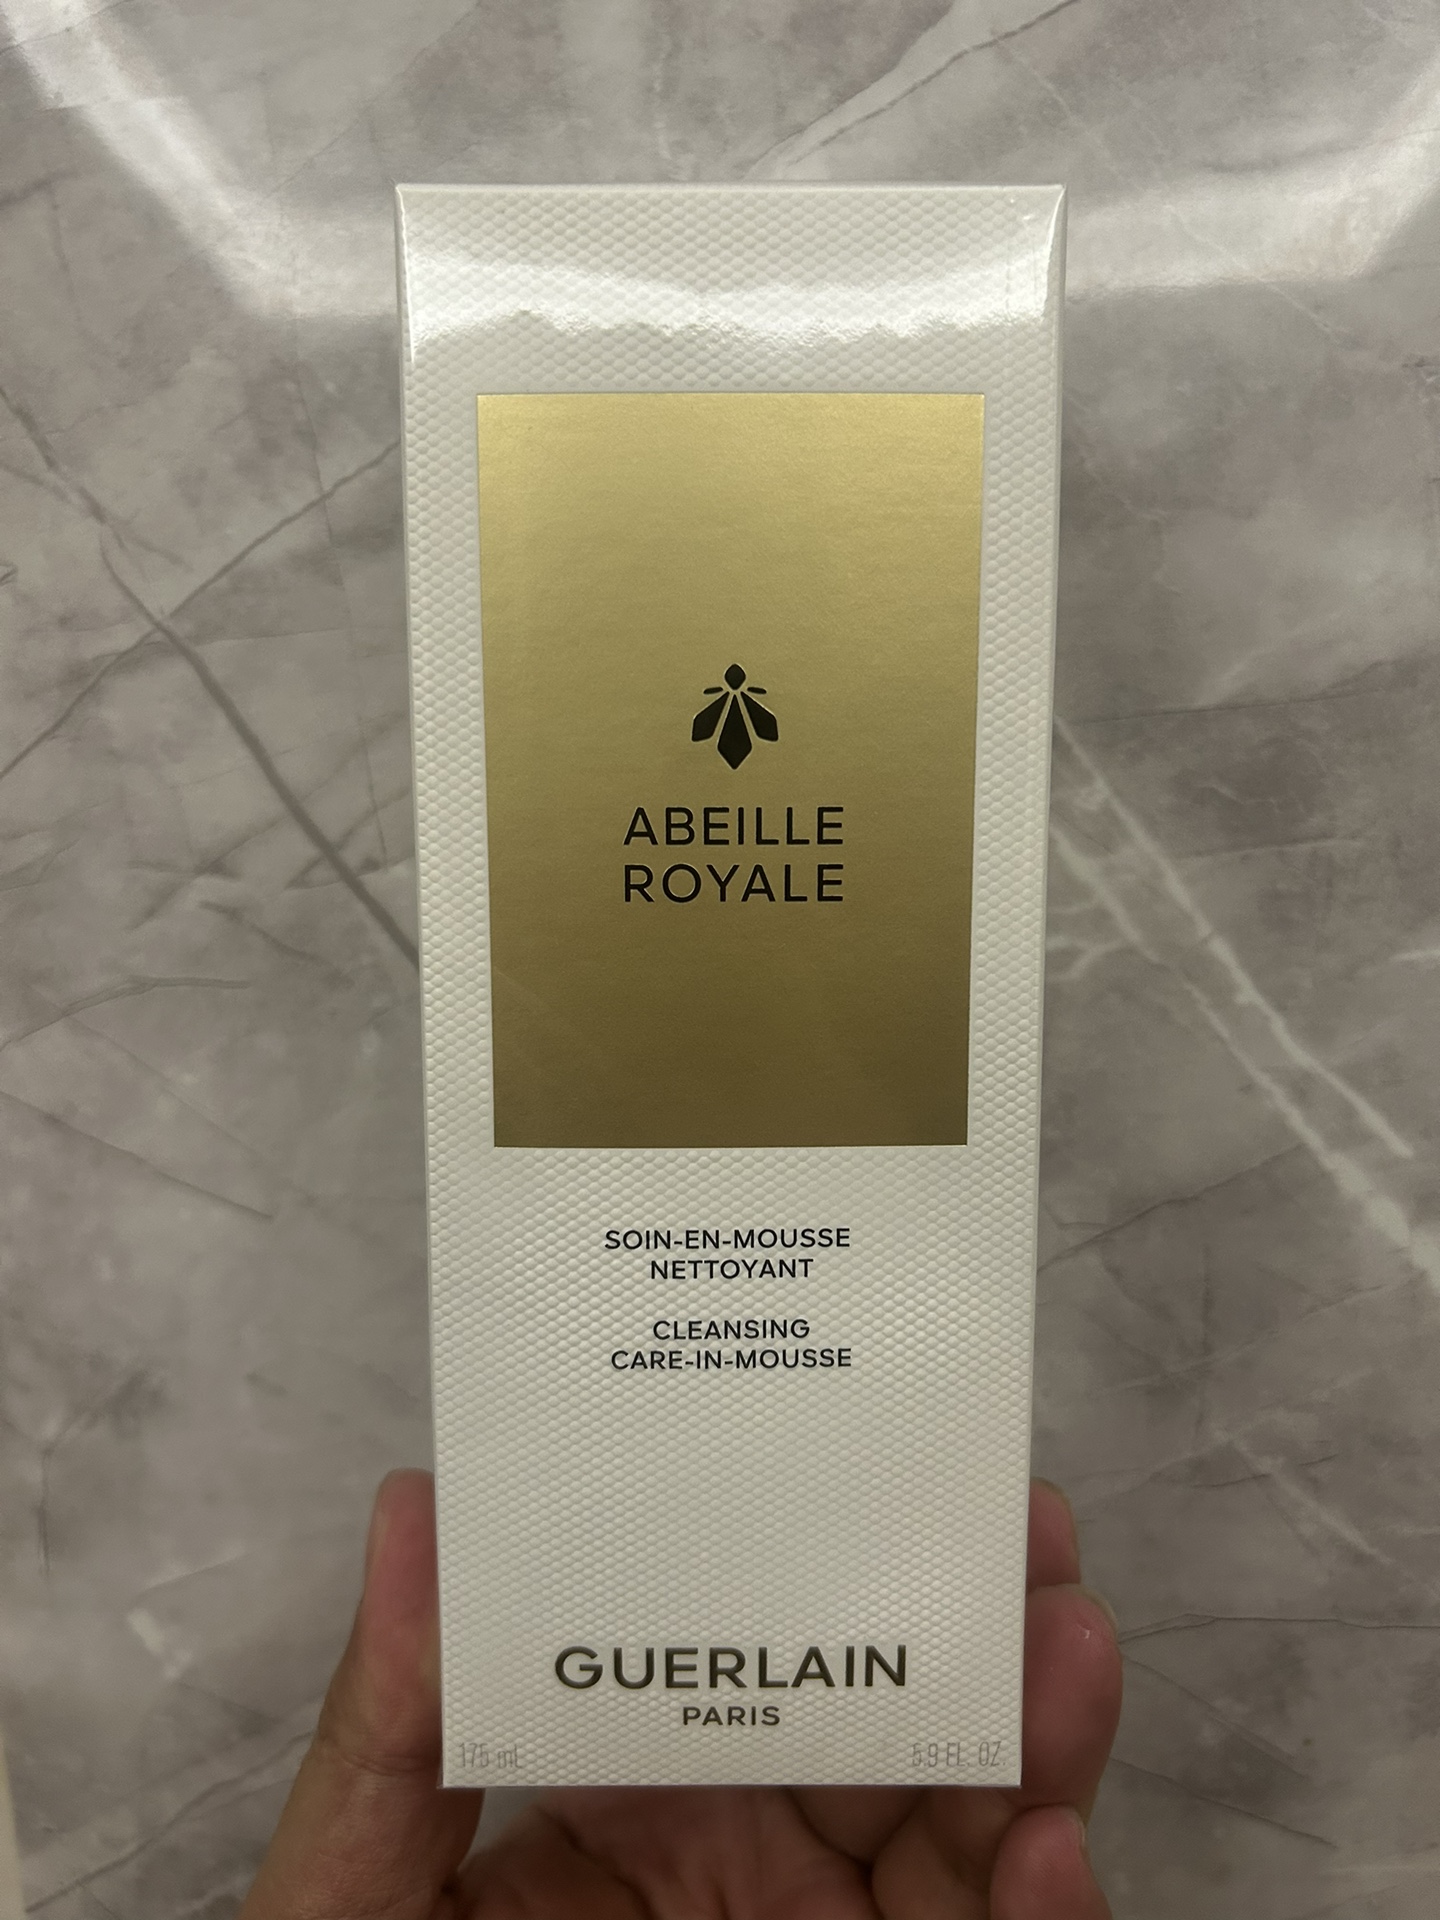 ABEILLE
ROYALE
SOIN-EN-MOUSSE
NETTOYANT
CLEANSING
CARE-IN-MOUSSE
GUERLAIN
PARIS
175 mL
5.9 FL. OZ.